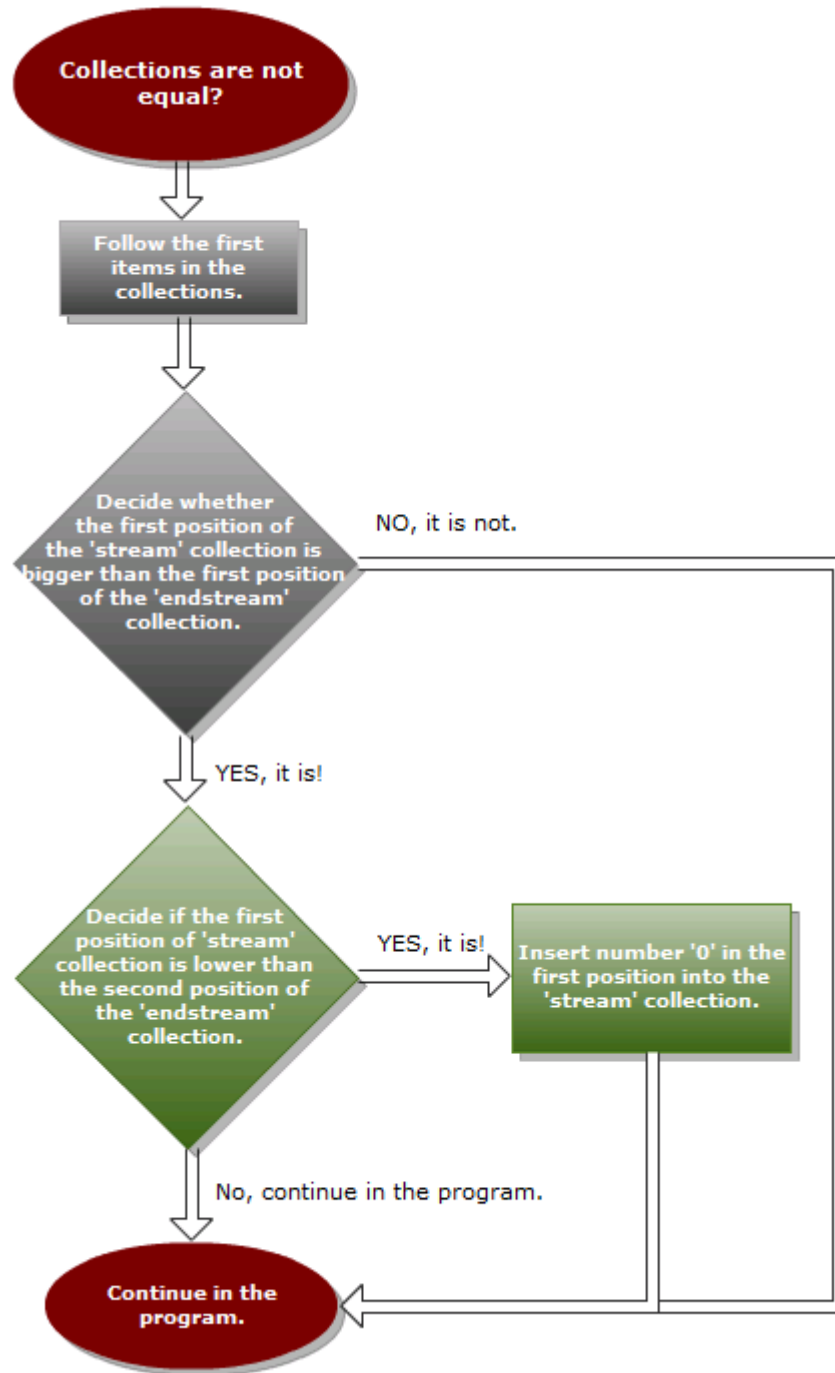 Collections are not
equal?
Follow the first
items in the
collections.
Decide whether
the first position of
the 'stream' collection is
bigger than the first position
of the 'endstream'
collection.
NO, it is not.
YES, it is!
Decide if the first
position of 'stream'
collection is lower than
the second position of
the 'endstream'
collection.
YES, it is!
Insert number '0' in the
first position into the
'stream' collection.
No, continue in the program.
Continue in the
program.